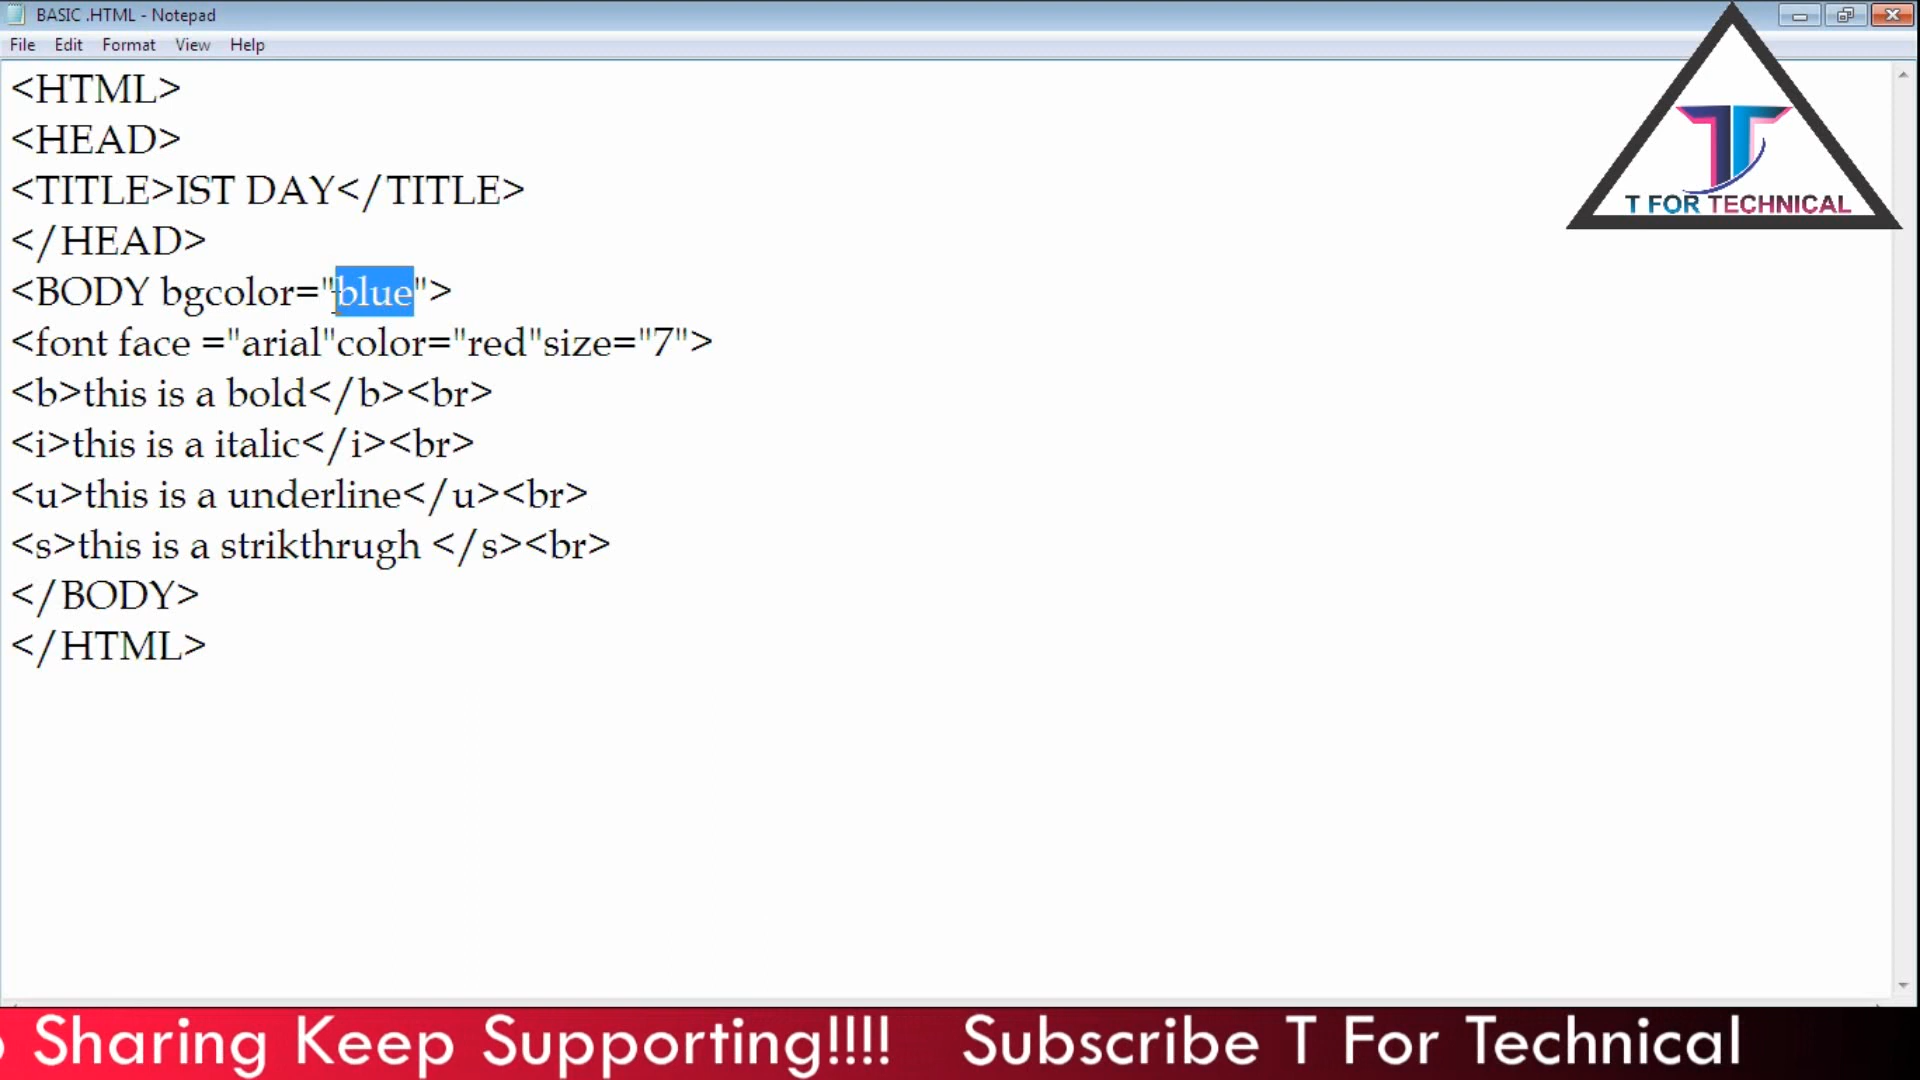 BASIC .HTML - Notepad
File Edit Format View Help
<HTML>
<HEAD>
<TITLE>IST DAY</TITLE>
</HEAD>
<BODY bgcolor="blue">
<font face ="arial"color="red"size="7">
<b>this is a bold</b><br>
<i>this is a italic</i><br>
<u>this is a underline</u><br>
<s>this is a strikthrugh </s><br>
</BODY>
</HTML>
T FOR TECHNICAL
Sharing Keep Supporting!!!! Subscribe T For Technical